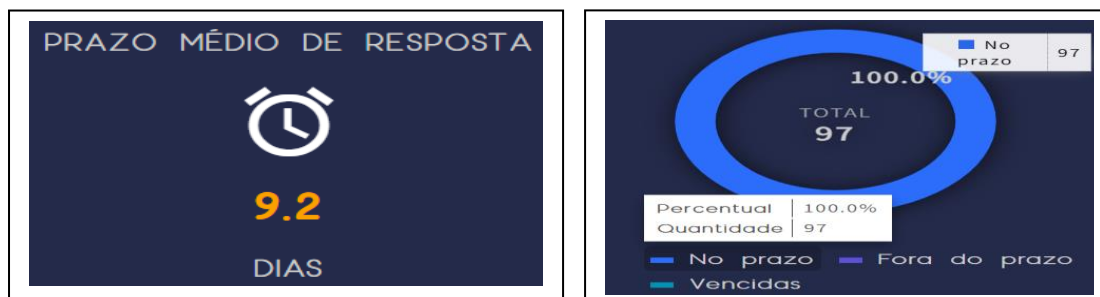 PRAZO MÉDIO DE RESPOSTA
9.2
DIAS
No
prazo
97
100.0%
TOTAL
97
Percentual 100.0%
Quantidade 97
No prazo Fora do prazo
Vencidas